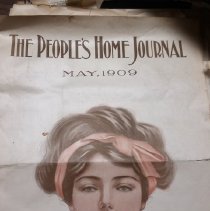 THE PEOPLE'S HOME JOURNAL
MAY, 1909